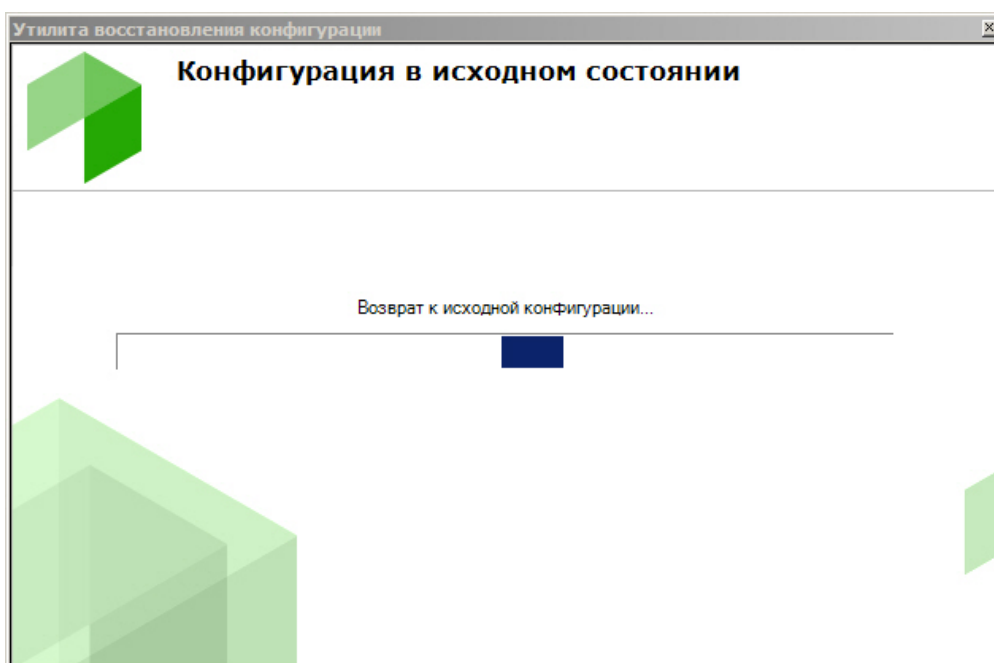 Утилита восстановления конфигурации
Конфигурация в исходном состоянии
Возврат к исходной конфигурации...